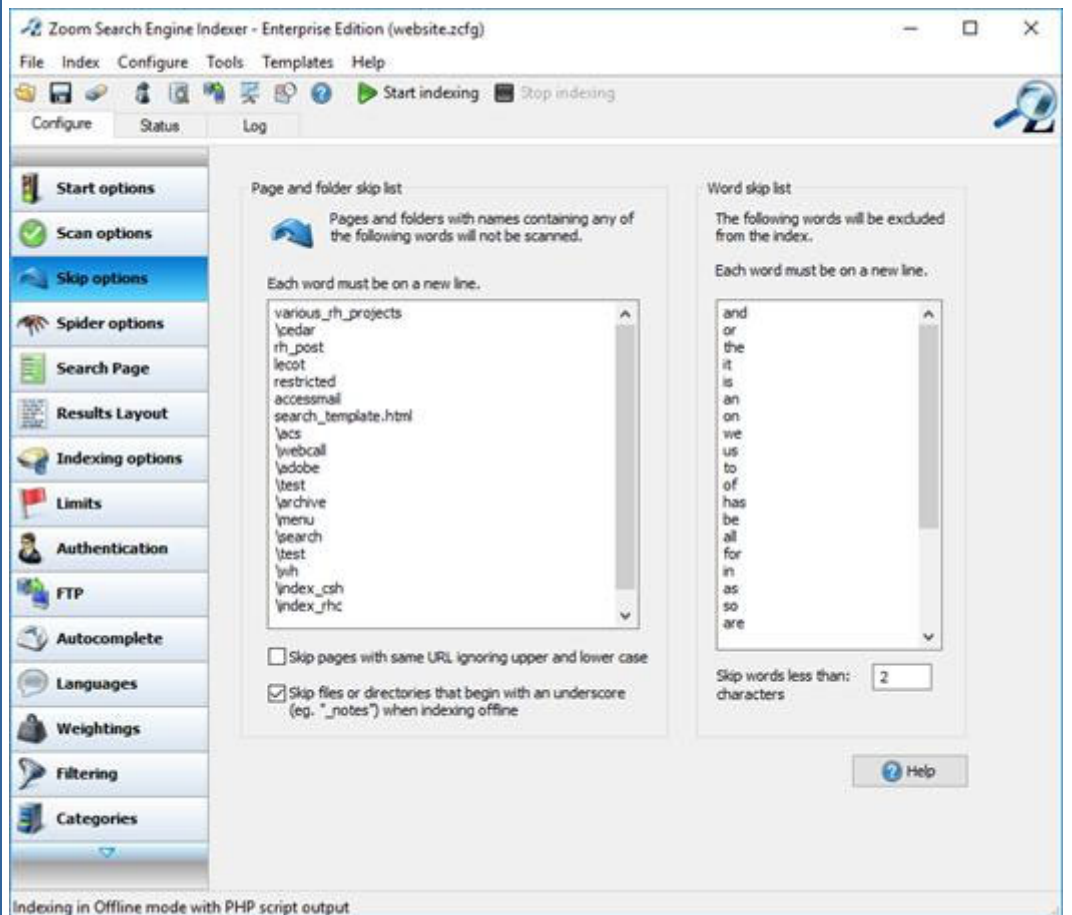 Zoom Search Engine Indexer - Enterprise Edition (website.zcfg)
File Index Configure Tools Templates Help
Start indexing Stop indexing
Configure Status Log
Start options
Scan options
Skip options
Spider options
Search Page
Results Layout
Indexing options
Limits
Authentication
FTP
Autocomplete
Languages
Weightings
Filtering
Categories
Page and folder skip list
Pages and folders with names containing any of
the following words will not be scanned.
Each word must be on a new line.
various_rh_projects
\cedar
rh_post
lecot
restricted
accessmail
search_template.html
\acs
\webcall
\adobe
\test
\archive
\menu
\search
\test
\wh
\index_csh
\index_rhc
Skip pages with same URL ignoring upper and lower case
Skip files or directories that begin with an underscore
(eg. "_notes") when indexing offline
Word skip list
The following words will be excluded
from the index.
Each word must be on a new line.
and
or
the
it
is
an
on
we
us
to
of
has
be
all
for
in
as
so
are
Skip words less than: 2
characters
Help
Indexing in Offline mode with PHP script output